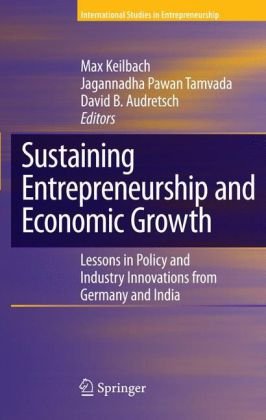 International Studies in Entrepreneurship
Max Keilbach
Jagannadha Pawan Tamvada
David B. Audretsch
Editors
Sustaining
Entrepreneurship and
Economic Growth
Lessons in Policy and
Industry Innovations from
Germany and India
Springer